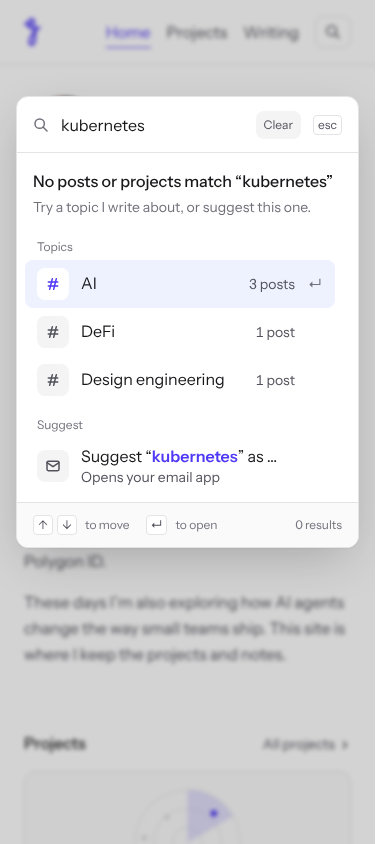 Home Projects Writing
kubernetes Clear esc
No posts or projects match “kubernetes”
Try a topic I write about, or suggest this one.
Topics
# AI 3 posts ↵
# DeFi 1 post
# Design engineering 1 post
Suggest
Suggest “kubernetes” as ...
Opens your email app
↑ ↓ to move ↵ to open 0 results
Polygon ID.
These days I'm also exploring how AI agents
change the way small teams ship. This site is
where I keep the projects and notes.
Projects All projects ›